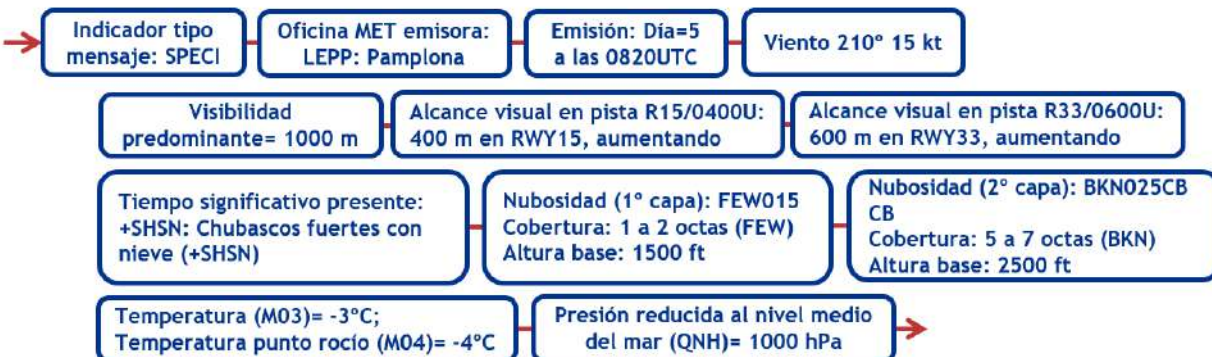 Indicador tipo
mensaje: SPECI
Oficina MET emisora:
LEPP: Pamplona
Emisión: Día=5
a las 0820UTC
Viento 210º 15 kt
Visibilidad
predominante= 1000 m
Alcance visual en pista R15/0400U:
400 m en RWY15, aumentando
Alcance visual en pista R33/0600U:
600 m en RWY33, aumentando
Tiempo significativo presente:
+SHSN: Chubascos fuertes con
nieve (+SHSN)
Nubosidad (1º capa): FEW015
Cobertura: 1 a 2 octas (FEW)
Altura base: 1500 ft
Nubosidad (2º capa): BKN025CB
CB
Cobertura: 5 a 7 octas (BKN)
Altura base: 2500 ft
Temperatura (M03)= -3ºC;
Temperatura punto rocío (M04)= -4ºC
Presión reducida al nivel medio
del mar (QNH)= 1000 hPa